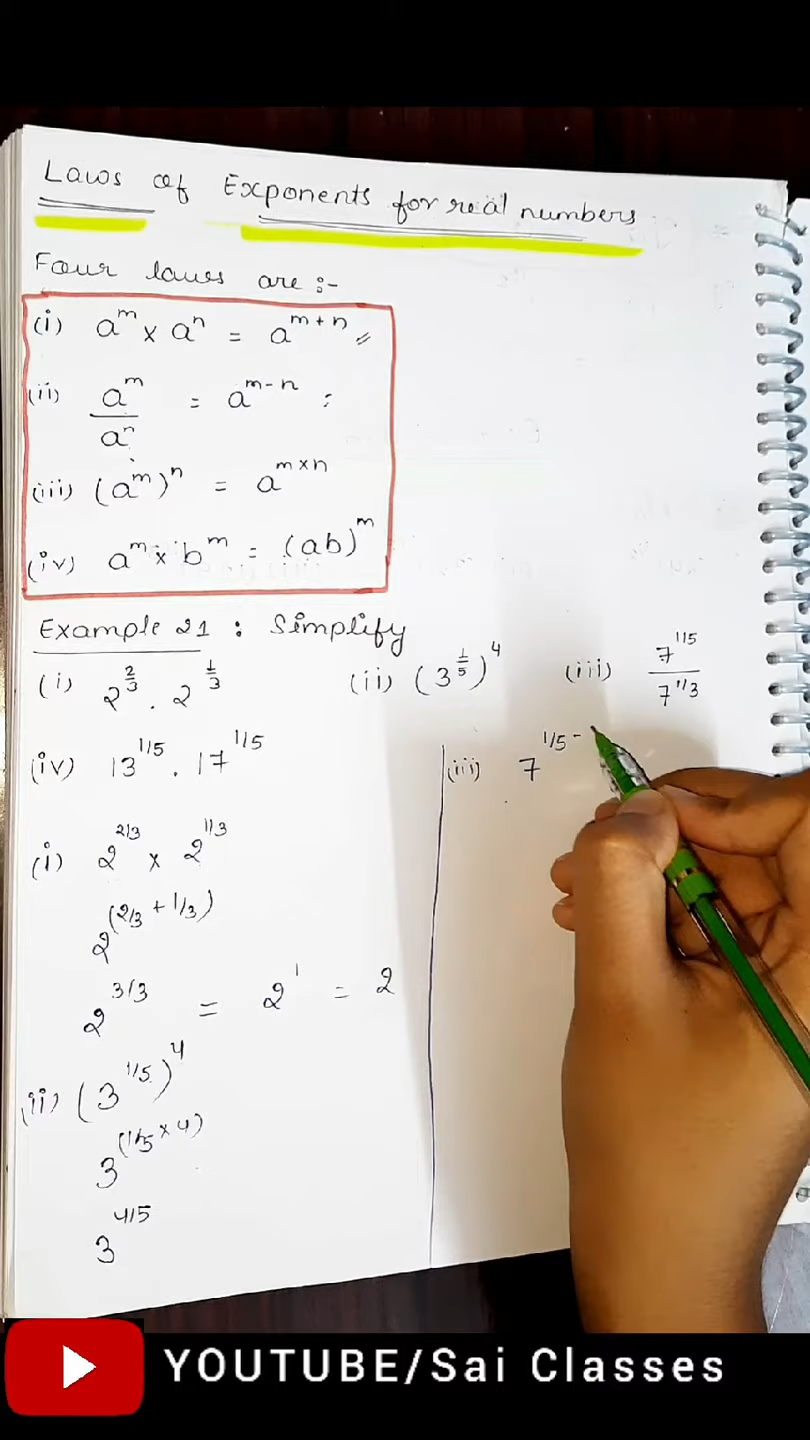 Laws of Exponents for real numbers
Four laws are :-
(i) a^m × a^n = a^(m+n)
(ii) a^m / a^n = a^(m-n)
(iii) (a^m)^n = a^(m×n)
(iv) a^m × b^m = (ab)^m
Example 21 : Simplify
(i) 2^(2/3) . 2^(1/3) (ii) (3^(1/5))^4 (iii) 7^(1/5) / 7^(1/3)
(iv) 13^(1/5) . 17^(1/5)
(i) 2^(2/3) × 2^(1/3)
2^(2/3 + 1/3)
2^(3/3) = 2^1 = 2
(ii) (3^(1/5))^4
3^(1/5 × 4)
3^(4/5)
(iii) 7^(1/5 -
YOUTUBE/Sai Classes